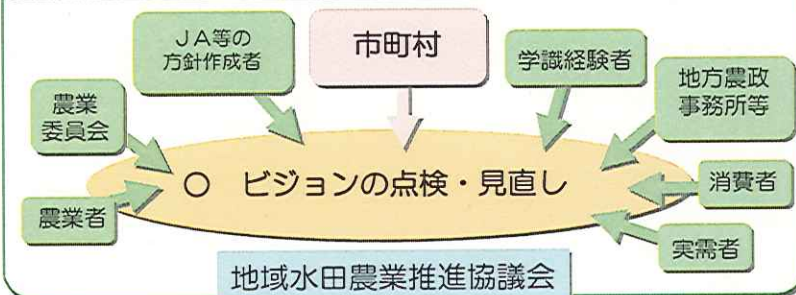 JA等の
方針作成者
市町村
学識経験者
地方農政
事務所等
農業
委員会
○ ビジョンの点検・見直し
消費者
農業者
実需者
地域水田農業推進協議会